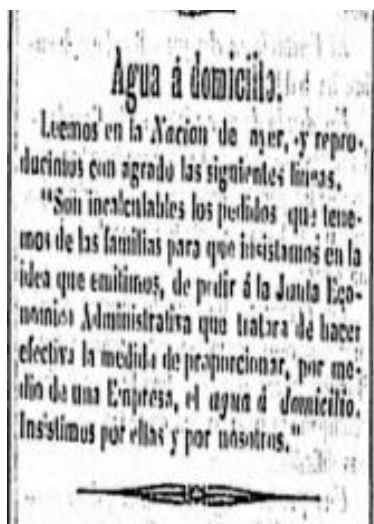 Agua á domicilio.
Leemos en la Nacion de ayer, y repro-
ducimos con agrado las siguientes lineas.
"Son incalculables los pedidos que tene-
mos de las familias para que insistamos en la
idea que emitimos, de pedir á la Junta Eco-
nomico Administrativa que tratara de hacer
efectiva la medida de proporcionar, por me-
dio de una Empresa, el agua á domicilio.
Insistimos por ellas y por nosotros."